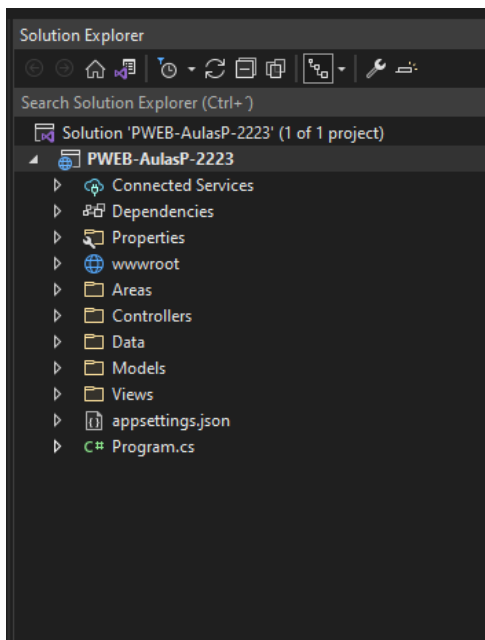 Solution Explorer
Search Solution Explorer (Ctrl+´)
Solution 'PWEB-AulasP-2223' (1 of 1 project)
PWEB-AulasP-2223
Connected Services
Dependencies
Properties
wwwroot
Areas
Controllers
Data
Models
Views
appsettings.json
C# Program.cs